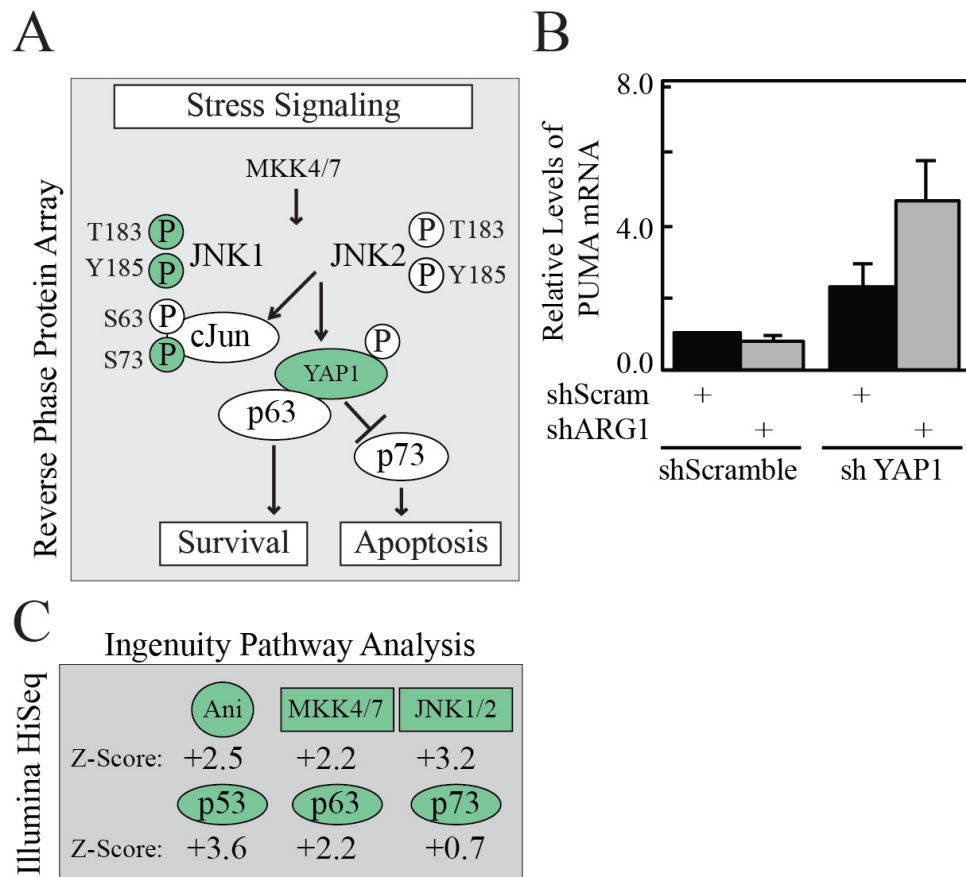 A
Reverse Phase Protein Array
Stress Signaling
MKK4/7
T183 P JNK1 JNK2 P T183
Y185 P P Y185
S63 P cJun
S73 P
P
YAP1
p63
p73
Survival Apoptosis
B
Relative Levels of
PUMA mRNA
8.0
4.0
0.0
shScram + +
shARG1 + +
shScramble sh YAP1
C
Ingenuity Pathway Analysis
Illumina HiSeq
Ani MKK4/7 JNK1/2
Z-Score: +2.5 +2.2 +3.2
p53 p63 p73
Z-Score: +3.6 +2.2 +0.7